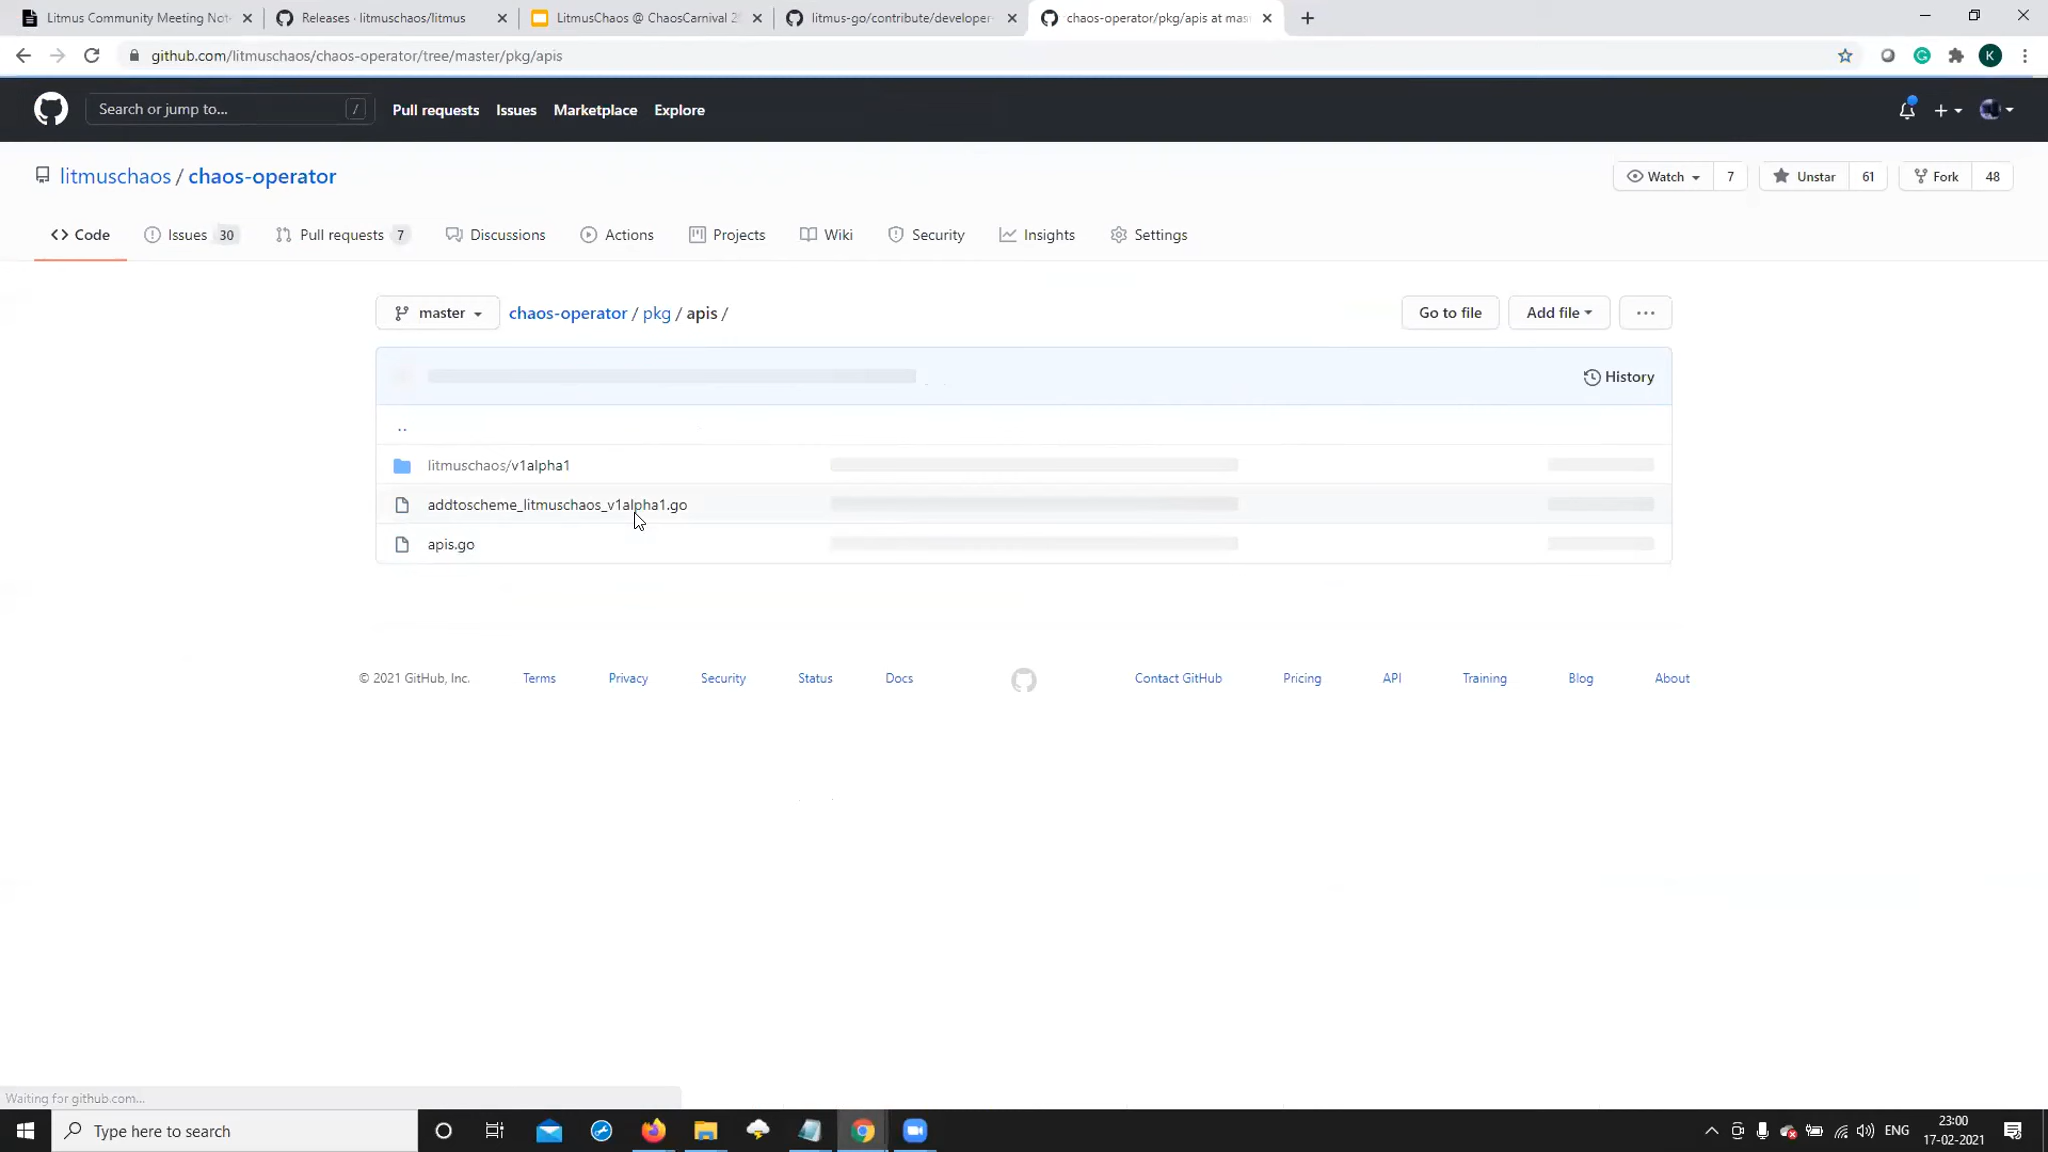 Litmus Community Meeting Not
Releases · litmuschaos/litmus
LitmusChaos @ ChaosCarnival 2
litmus-go/contribute/developer-
chaos-operator/pkg/apis at mas
github.com/litmuschaos/chaos-operator/tree/master/pkg/apis
K
Search or jump to...
/
Pull requests
Issues
Marketplace
Explore
litmuschaos / chaos-operator
Watch 7
Unstar 61
Fork 48
Code
Issues 30
Pull requests 7
Discussions
Actions
Projects
Wiki
Security
Insights
Settings
master
chaos-operator / pkg / apis /
Go to file
Add file
...
History
..
litmuschaos/v1alpha1
addtoscheme_litmuschaos_v1alpha1.go
apis.go
© 2021 GitHub, Inc.
Terms
Privacy
Security
Status
Docs
Contact GitHub
Pricing
API
Training
Blog
About
Waiting for github.com...
Type here to search
ENG
23:00
17-02-2021